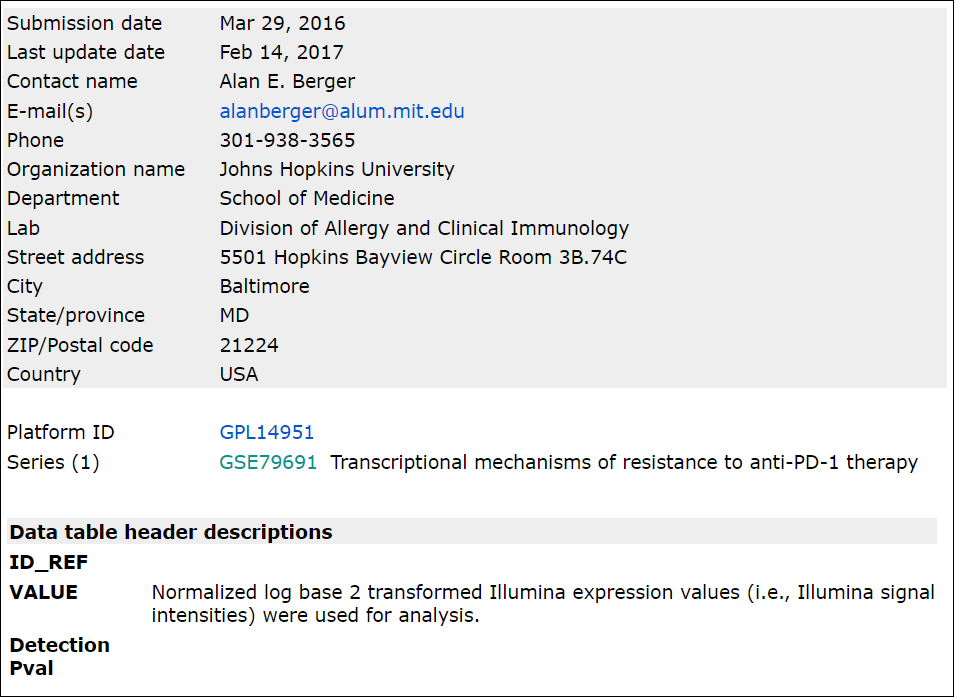 Submission date Mar 29, 2016
Last update date Feb 14, 2017
Contact name Alan E. Berger
E-mail(s) alanberger@alum.mit.edu
Phone 301-938-3565
Organization name Johns Hopkins University
Department School of Medicine
Lab Division of Allergy and Clinical Immunology
Street address 5501 Hopkins Bayview Circle Room 3B.74C
City Baltimore
State/province MD
ZIP/Postal code 21224
Country USA
Platform ID GPL14951
Series (1) GSE79691 Transcriptional mechanisms of resistance to anti-PD-1 therapy
Data table header descriptions
ID_REF
VALUE Normalized log base 2 transformed Illumina expression values (i.e., Illumina signal
intensities) were used for analysis.
Detection
Pval